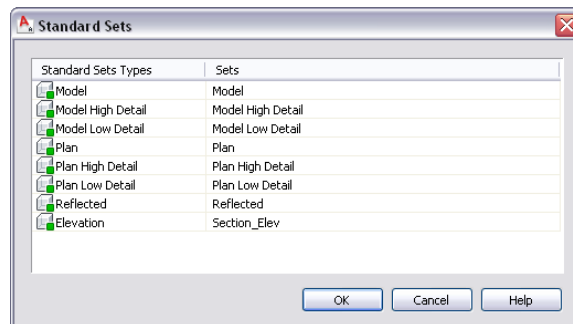 Standard Sets
Standard Sets Types Sets
Model Model
Model High Detail Model High Detail
Model Low Detail Model Low Detail
Plan Plan
Plan High Detail Plan High Detail
Plan Low Detail Plan Low Detail
Reflected Reflected
Elevation Section_Elev
OK Cancel Help